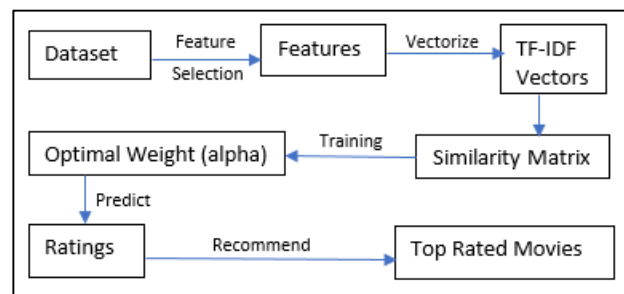 Dataset
Feature
Selection
Features
Vectorize
TF-IDF
Vectors
Optimal Weight (alpha)
Training
Similarity Matrix
Predict
Ratings
Recommend
Top Rated Movies